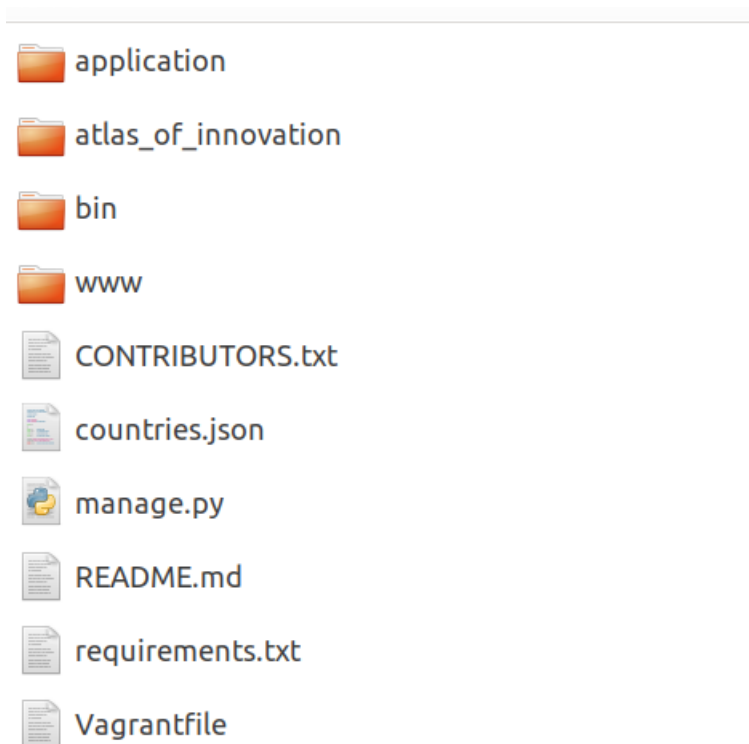 application
atlas_of_innovation
bin
www
CONTRIBUTORS.txt
countries.json
manage.py
README.md
requirements.txt
Vagrantfile